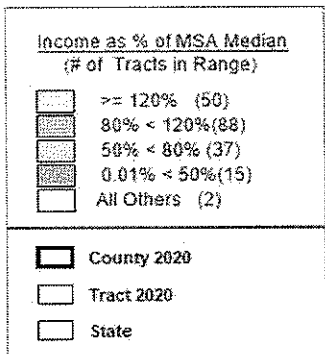 Income as % of MSA Median
(# of Tracts in Range)
>= 120% (50)
80% < 120%(88)
50% < 80% (37)
0.01% < 50%(15)
All Others (2)
County 2020
Tract 2020
State